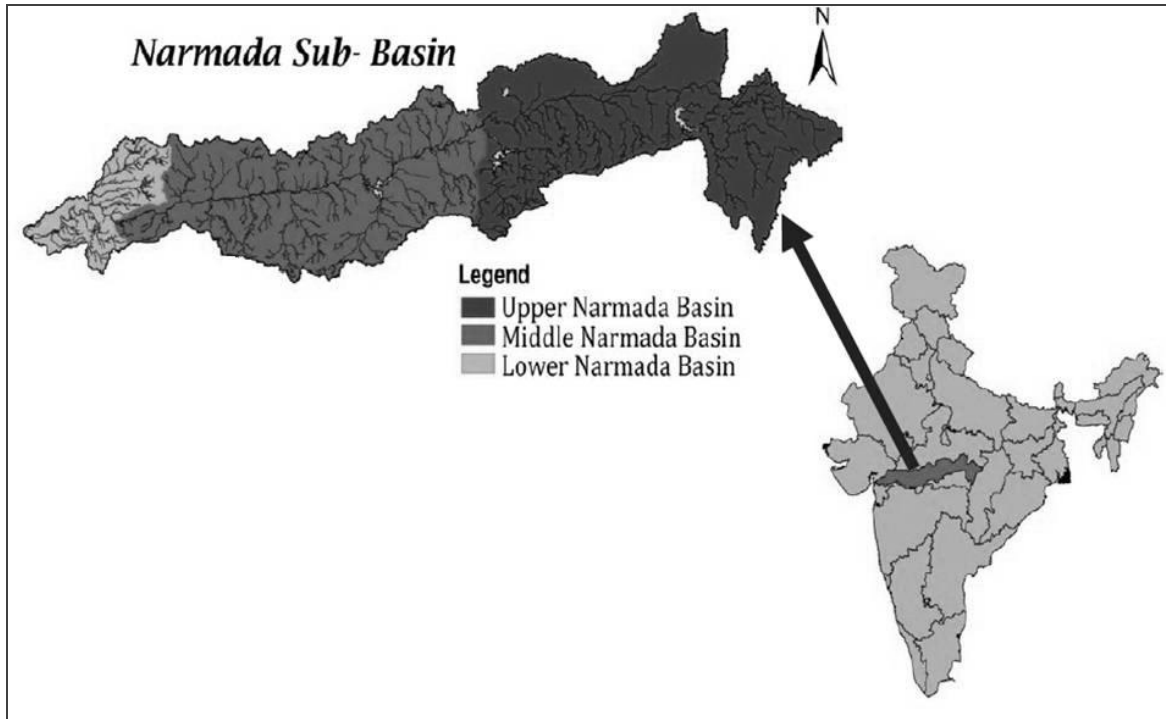 Narmada Sub- Basin
N
Legend
Upper Narmada Basin
Middle Narmada Basin
Lower Narmada Basin